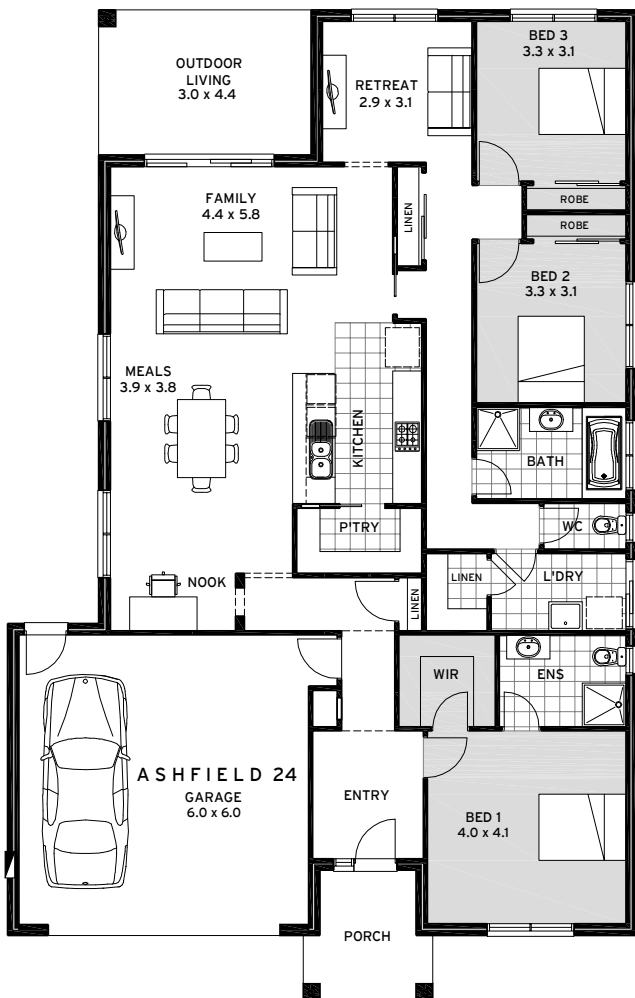 BED 3
3.3 x 3.1
OUTDOOR
LIVING
3.0 x 4.4
RETREAT
2.9 x 3.1
FAMILY
4.4 x 5.8
LINEN
ROBE
ROBE
BED 2
3.3 x 3.1
MEALS
3.9 x 3.8
KITCHEN
BATH
P'TRY
WC
NOOK
LINEN
LINEN
L'DRY
WIR
ENS
ASHFIELD 24
GARAGE
6.0 x 6.0
ENTRY
BED 1
4.0 x 4.1
PORCH